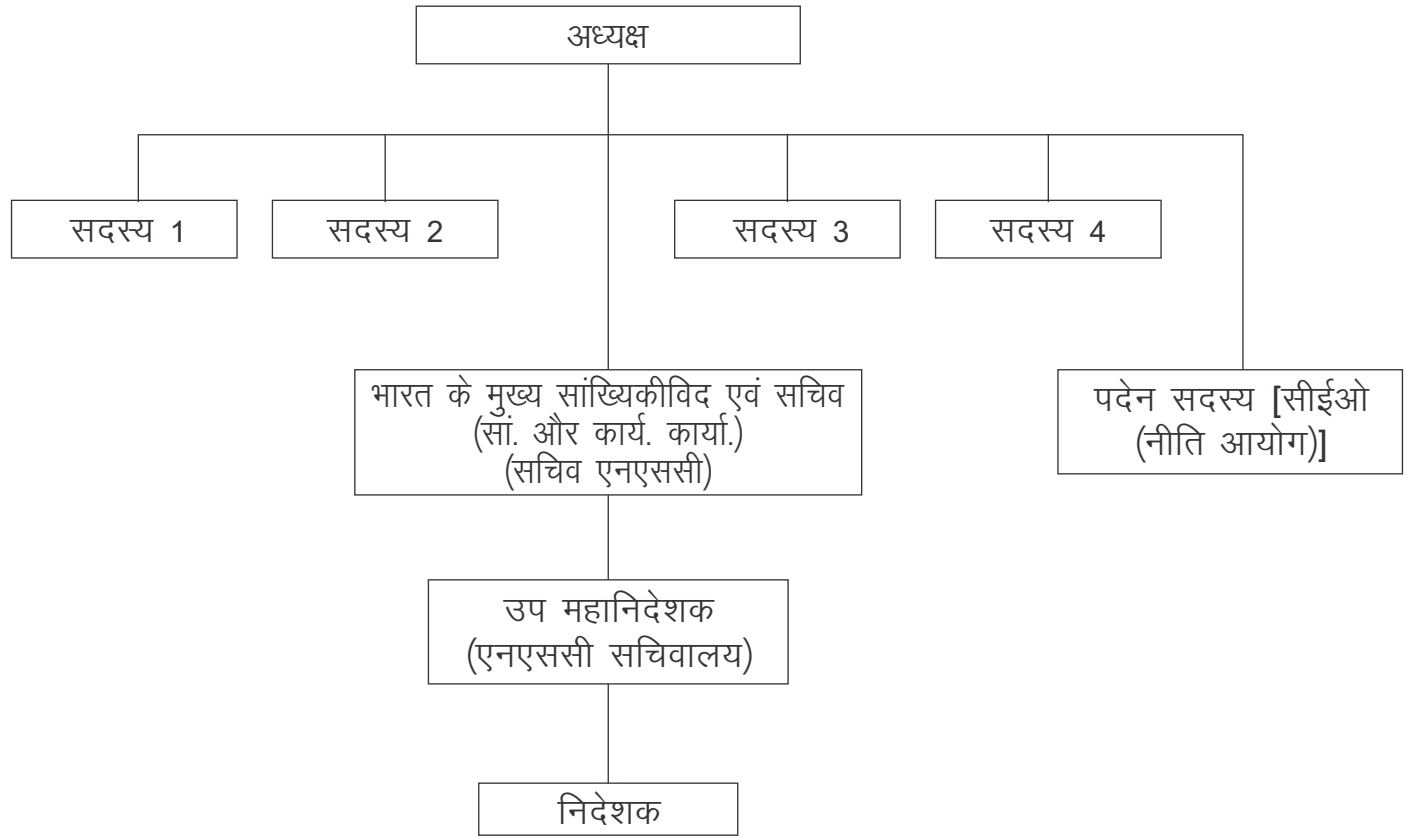 अध्यक्ष
सदस्य 1
सदस्य 2
सदस्य 3
सदस्य 4
भारत के मुख्य सांख्यिकीविद एवं सचिव
(सां. और कार्य. कार्या.)
(सचिव एनएससी)
पदेन सदस्य [सीईओ
(नीति आयोग)]
उप महानिदेशक
(एनएससी सचिवालय)
निदेशक